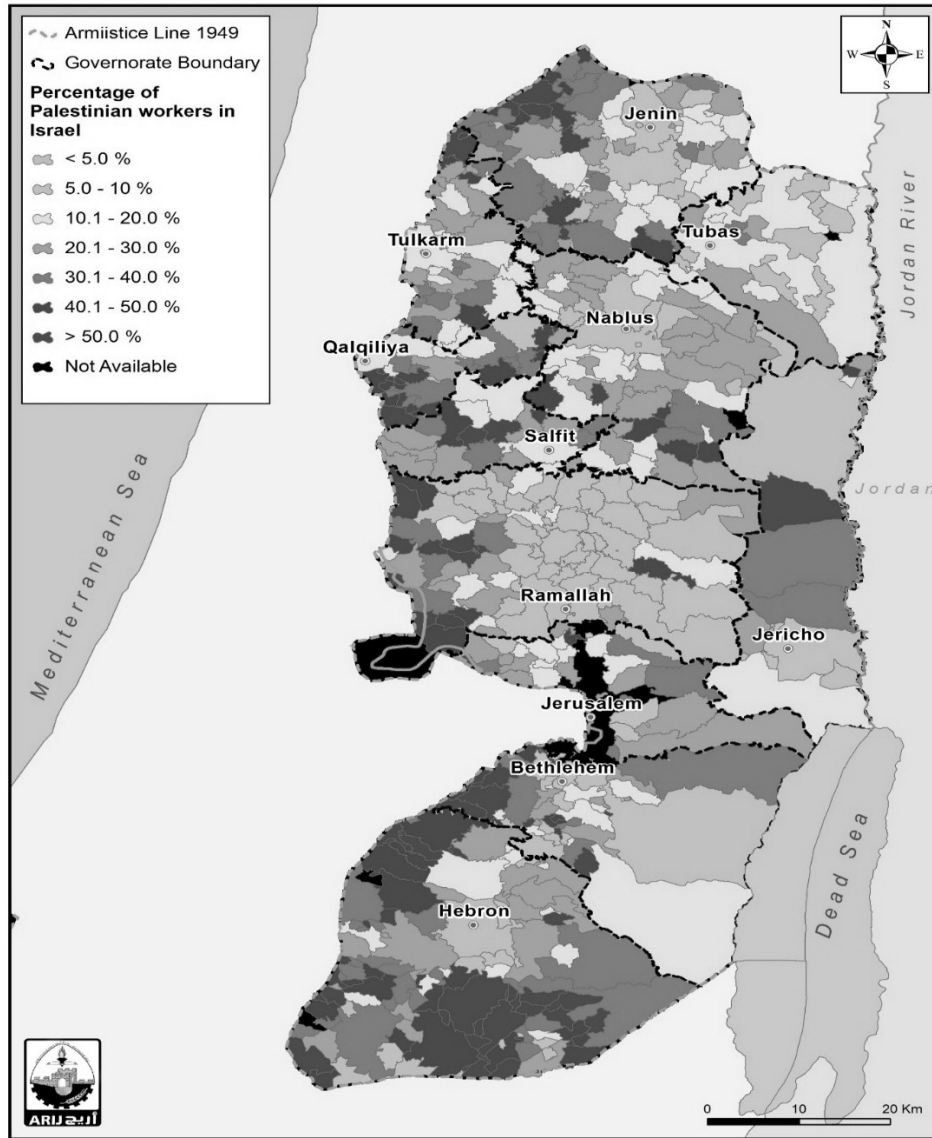 Armiistice Line 1949
Governorate Boundary
Percentage of
Palestinian workers in
Israel
< 5.0 %
5.0 - 10 %
10.1 - 20.0 %
20.1 - 30.0 %
30.1 - 40.0 %
40.1 - 50.0 %
> 50.0 %
Not Available
N
W
E
S
Jenin
Tubas
Tulkarm
Nablus
Qalqiliya
Salfit
Jordan River
Jordan
Mediterranean Sea
Ramallah
Jericho
Jerusalem
Bethlehem
Hebron
Dead Sea
ARIJ أريج
0 10 20 Km